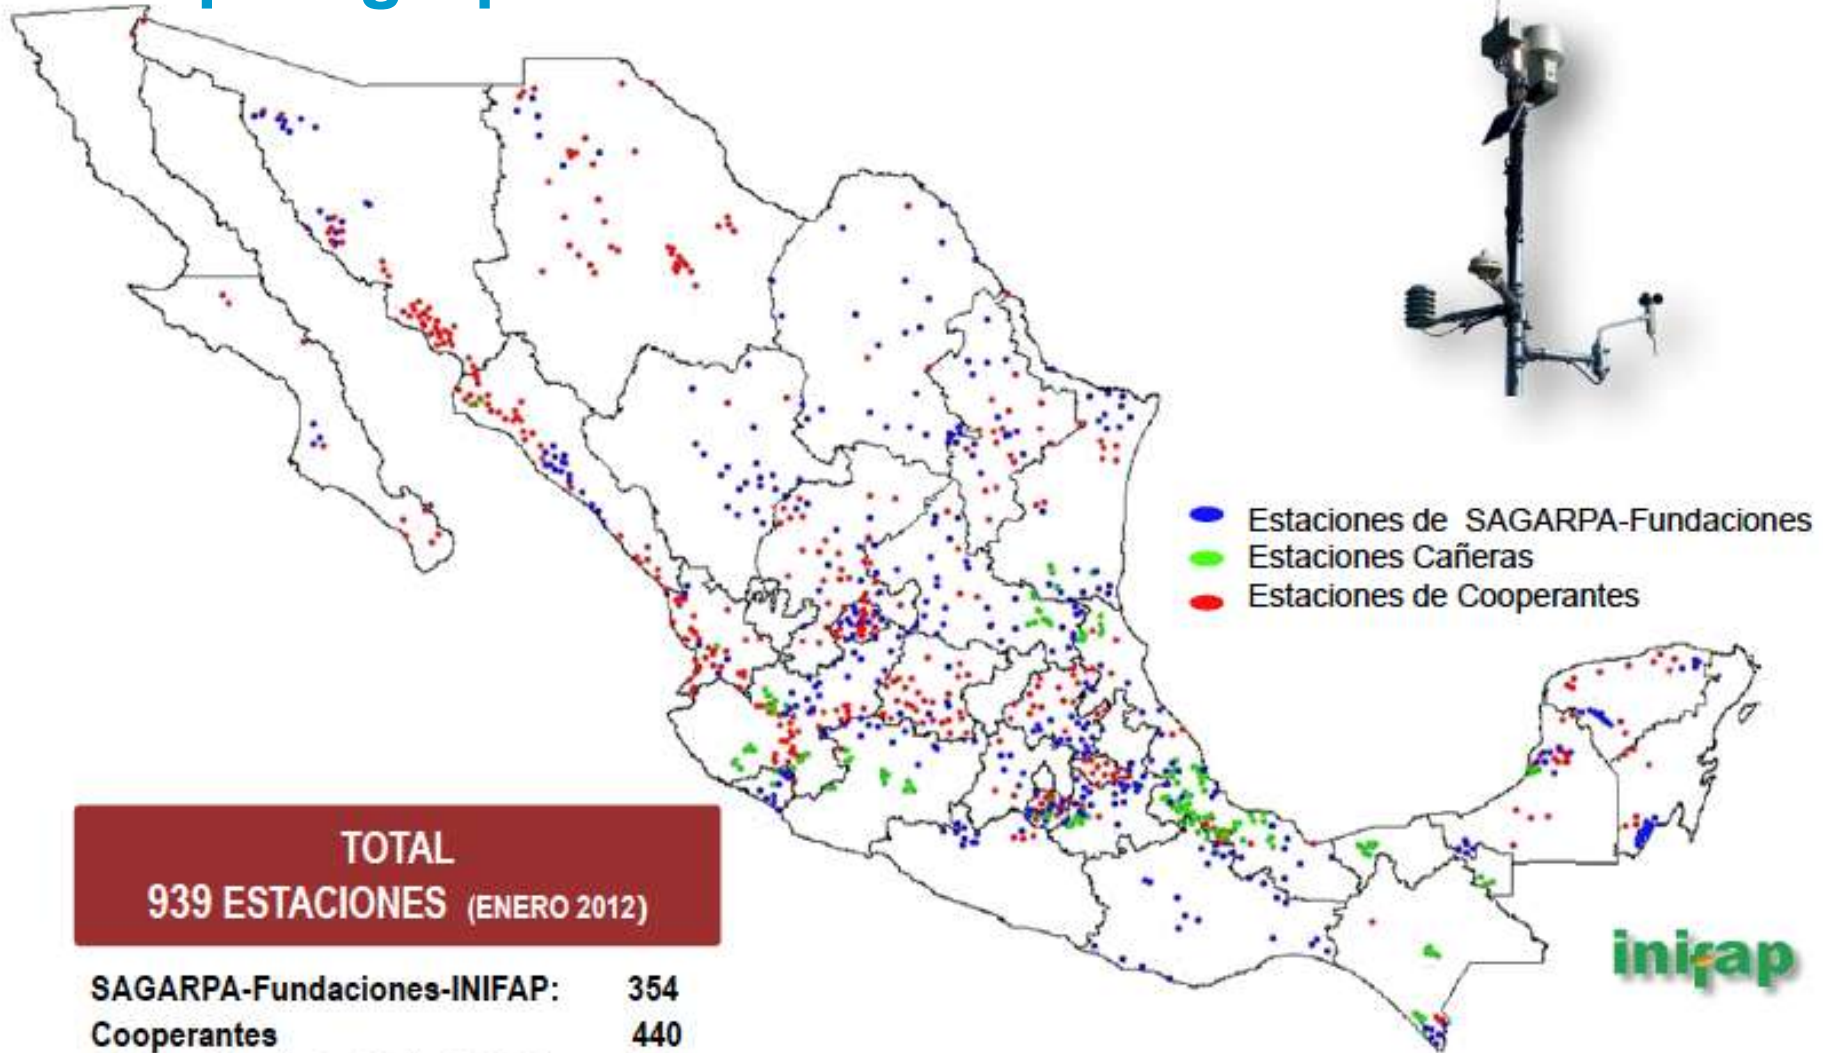 Estaciones de SAGARPA-Fundaciones
Estaciones Cañeras
Estaciones de Cooperantes
TOTAL
939 ESTACIONES (ENERO 2012)
SAGARPA-Fundaciones-INIFAP: 354
Cooperantes 440
inifap